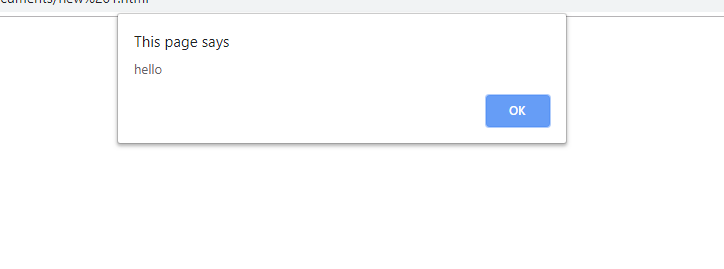 cuments/new%201.html
This page says
hello
OK